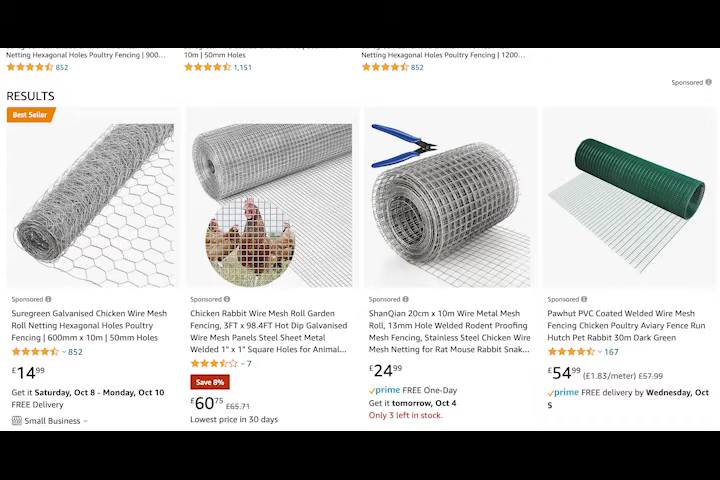 Netting Hexagonal Holes Poultry Fencing | 900...
852
10m | 50mm Holes
1,151
Netting Hexagonal Holes Poultry Fencing | 1200...
852
Sponsored
RESULTS
Best Seller
Sponsored
Suregreen Galvanised Chicken Wire Mesh
Roll Netting Hexagonal Holes Poultry
Fencing | 600mm x 10m | 50mm Holes
852
£1499
Get it Saturday, Oct 8 - Monday, Oct 10
FREE Delivery
Small Business
Sponsored
Chicken Rabbit Wire Mesh Roll Garden
Fencing, 3FT x 98.4FT Hot Dip Galvanised
Wire Mesh Panels Steel Sheet Metal
Welded 1" x 1" Square Holes for Animal...
7
Save 8%
£6075 £65.71
Lowest price in 30 days
Sponsored
ShanQian 20cm x 10m Wire Metal Mesh
Roll, 13mm Hole Welded Rodent Proofing
Mesh Fencing, Stainless Steel Chicken Wire
Mesh Netting for Rat Mouse Rabbit Snak...
£2499
prime FREE One-Day
Get it tomorrow, Oct 4
Only 3 left in stock.
Sponsored
Pawhut PVC Coated Welded Wire Mesh
Fencing Chicken Poultry Aviary Fence Run
Hutch Pet Rabbit 30m Dark Green
167
£5499 (£1.83/meter) £57.99
prime FREE delivery by Wednesday, Oct
5